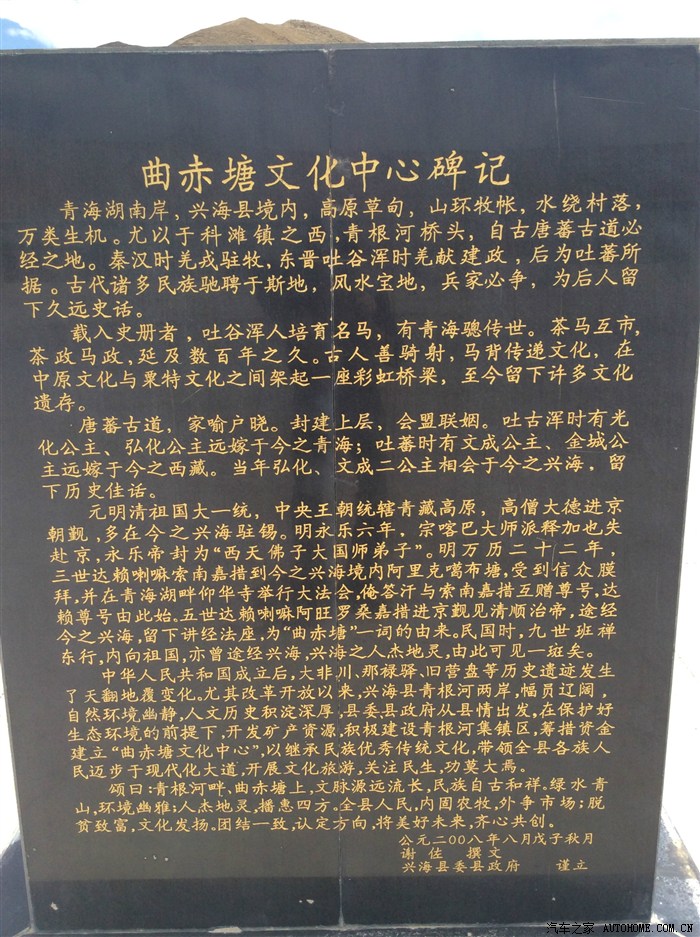 曲赤塘文化中心碑记
青海湖南岸，兴海县境内，高原草甸，山环牧帐，水绕村落，
万类生机。尤以于科滩镇之西，青根河桥头，自古唐蕃古道必
经之地。秦汉时羌戎驻牧，东晋吐谷浑时羌献建政，后为吐蕃所
据。古代诸多民族驰骋于斯地，风水宝地，兵家必争，为后人留
下久远史话。
载入史册者，吐谷浑人培育名马，有青海骢传世。茶马互市，
茶政马政，延及数百年之久。古人善骑射，马背传递文化，在
中原文化与粟特文化之间架起一座彩虹桥梁，至今留下许多文化
遗存。
唐蕃古道，家喻户晓。封建上层，会盟联姻。吐古浑时有光
化公主、弘化公主远嫁于今之青海；吐蕃时有文成公主、金城公
主远嫁于今之西藏。当年弘化、文成二公主相会于今之兴海，留
下历史佳话。
元明清祖国大一统，中央王朝统辖青藏高原，高僧大德进京
朝觐，多在今之兴海驻锡。明永乐六年，宗喀巴大师派释加也失
赴京，永乐帝封为“西天佛子大国师弟子”。明万历二十二年，
三世达赖喇嘛索南嘉措到今之兴海境内阿里克噶布塘，受到信众膜
拜，并在青海湖畔仰华寺举行大法会，俺答汗与索南嘉措互赠尊号，达
赖尊号由此始。五世达赖喇嘛阿旺罗桑嘉措进京觐见清顺治帝，途经
今之兴海，留下讲经法座，为“曲赤塘”一词的由来。民国时，九世班禅
东行，内向祖国，亦曾途经兴海，兴海之人杰地灵，由此可见一斑矣。
中华人民共和国成立后，大非川、那禄驿、旧营盘等历史遗迹发生
了天翻地覆变化。尤其改革开放以来，兴海县青根河两岸，幅员辽阔，
自然环境幽静，人文历史积淀深厚，县委县政府从县情出发，在保护好
生态环境的前提下，开发矿产资源，积极建设青根河集镇区，筹措资金
建立“曲赤塘文化中心”，以继承民族优秀传统文化，带领全县各族人
民迈步于现代化大道，开展文化旅游，关注民生，功莫大焉。
颂曰：青根河畔、曲赤塘上，文脉源远流长，民族自古和祥。绿水青
山，环境幽雅；人杰地灵，播惠四方。全县人民，内固农牧，外争市场；脱
贫致富，文化发扬。团结一致，认定方向，将美好未来，齐心共创。
公元二00八年八月戊子秋月
谢佐 撰文
兴海县委县政府 谨立
汽车之家 AUTOHOME.COM.CN